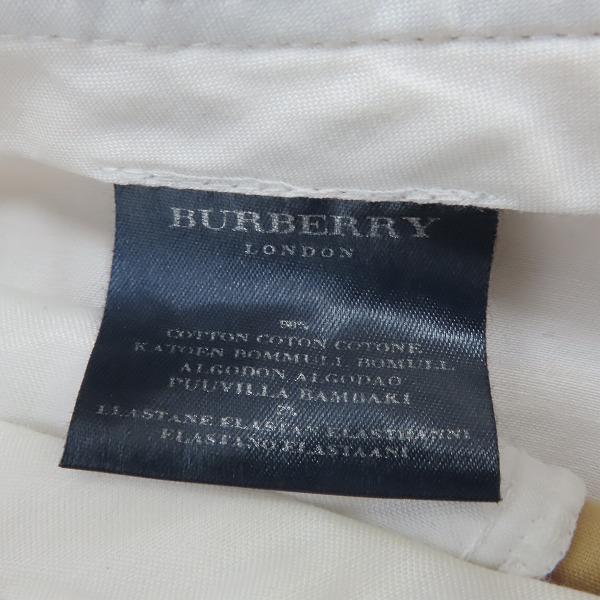 BURBERRY
LONDON
COTTON COTON COTONE
KATOEN BOMMULL BOMULL
ALGODON ALGODAO
PUUVILLA BAMBAKI
ELASTANE ELASTAN ELASTHANNI
ELASTANO ELASTAANI